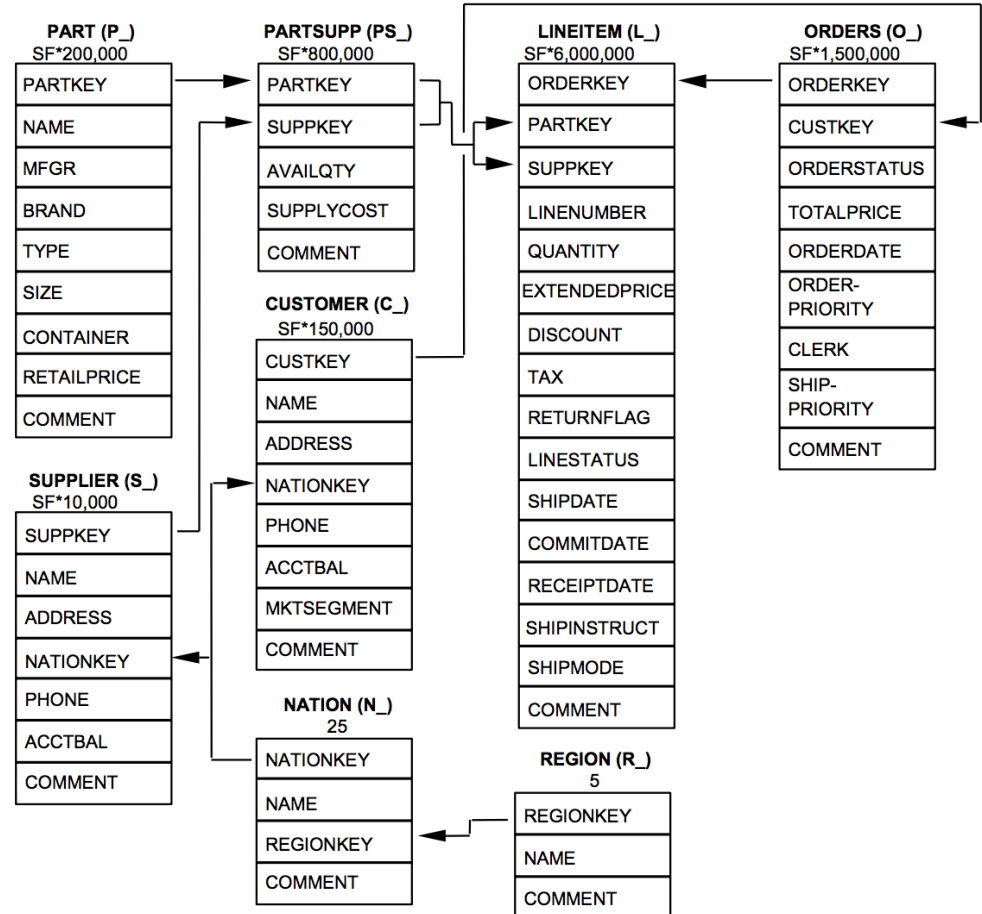 PART (P_)
SF*200,000
PARTKEY
NAME
MFGR
BRAND
TYPE
SIZE
CONTAINER
RETAILPRICE
COMMENT
SUPPLIER (S_)
SF*10,000
SUPPKEY
NAME
ADDRESS
NATIONKEY
PHONE
ACCTBAL
COMMENT
PARTSUPP (PS_)
SF*800,000
PARTKEY
SUPPKEY
AVAILQTY
SUPPLYCOST
COMMENT
CUSTOMER (C_)
SF*150,000
CUSTKEY
NAME
ADDRESS
NATIONKEY
PHONE
ACCTBAL
MKTSEGMENT
COMMENT
NATION (N_)
25
NATIONKEY
NAME
REGIONKEY
COMMENT
LINEITEM (L_)
SF*6,000,000
ORDERKEY
PARTKEY
SUPPKEY
LINENUMBER
QUANTITY
EXTENDEDPRICE
DISCOUNT
TAX
RETURNFLAG
LINESTATUS
SHIPDATE
COMMITDATE
RECEIPTDATE
SHIPINSTRUCT
SHIPMODE
COMMENT
REGION (R_)
5
REGIONKEY
NAME
COMMENT
ORDERS (O_)
SF*1,500,000
ORDERKEY
CUSTKEY
ORDERSTATUS
TOTALPRICE
ORDERDATE
ORDER-
PRIORITY
CLERK
SHIP-
PRIORITY
COMMENT